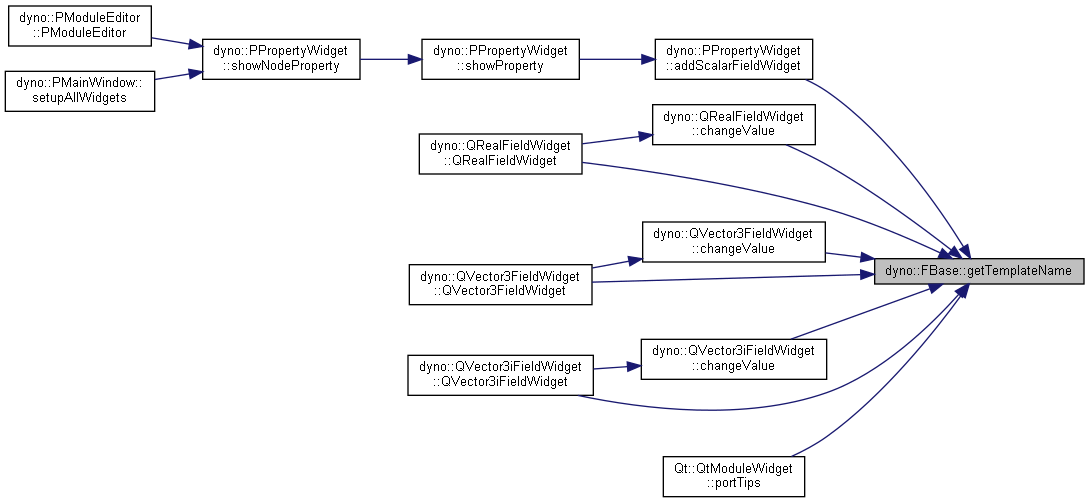 dyno::PModuleEditor
::PModuleEditor
dyno::PMainWindow::
setupAllWidgets
dyno::PPropertyWidget
::showNodeProperty
dyno::PPropertyWidget
::showProperty
dyno::PPropertyWidget
::addScalarFieldWidget
dyno::QRealFieldWidget
::changeValue
dyno::QRealFieldWidget
::QRealFieldWidget
dyno::QVector3FieldWidget
::changeValue
dyno::QVector3FieldWidget
::QVector3FieldWidget
dyno::FBase::getTemplateName
dyno::QVector3iFieldWidget
::changeValue
dyno::QVector3iFieldWidget
::QVector3iFieldWidget
Qt::QtModuleWidget
::portTips